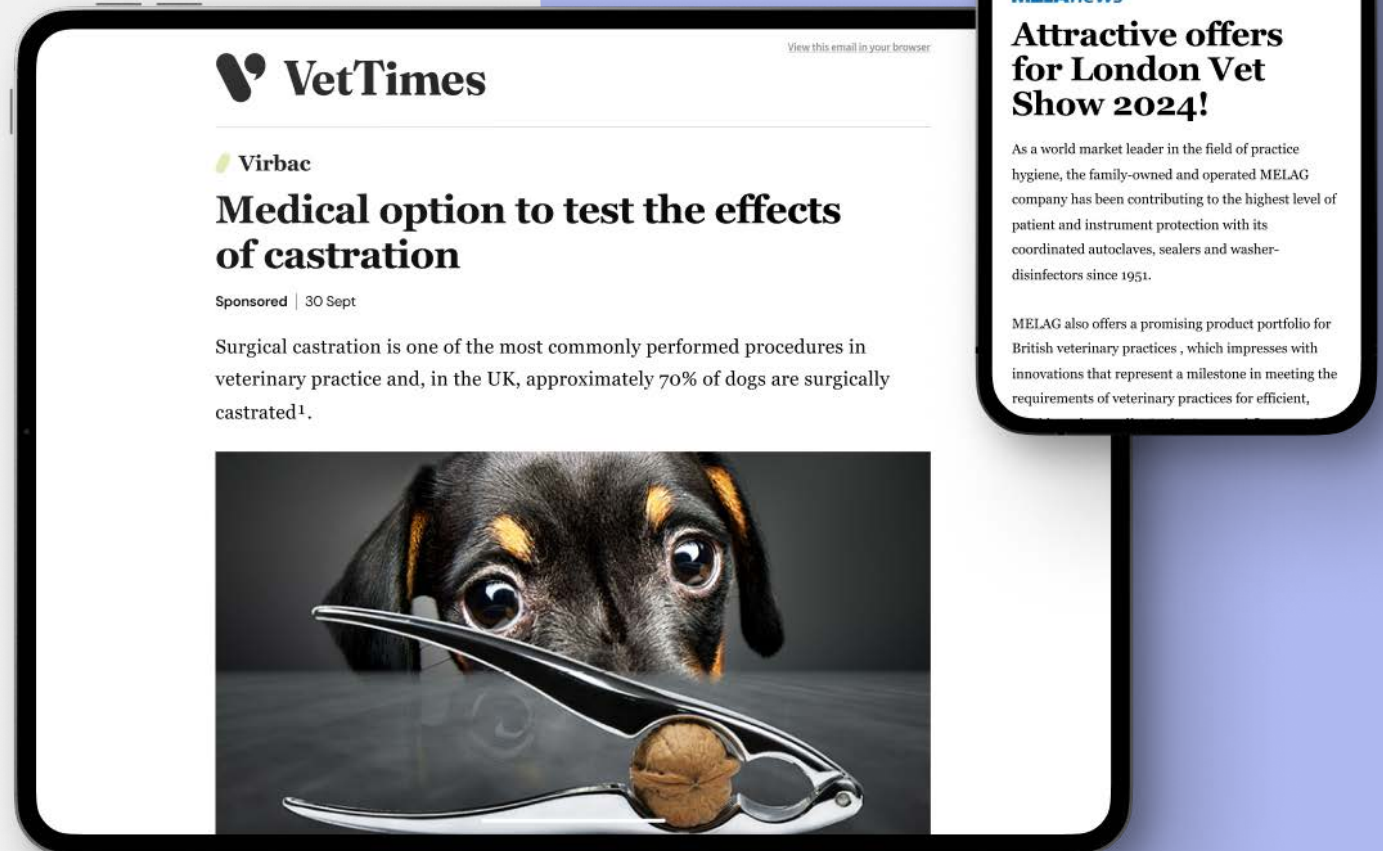 View this email in your browser
VetTimes
Virbac
Medical option to test the effects
of castration
Sponsored | 30 Sept
Surgical castration is one of the most commonly performed procedures in
veterinary practice and, in the UK, approximately 70% of dogs are surgically
castrated¹.
Attractive offers
for London Vet
Show 2024!
As a world market leader in the field of practice
hygiene, the family-owned and operated MELAG
company has been contributing to the highest level of
patient and instrument protection with its
coordinated autoclaves, sealers and washer-
disinfectors since 1951.
MELAG also offers a promising product portfolio for
British veterinary practices , which impresses with
innovations that represent a milestone in meeting the
requirements of veterinary practices for efficient,